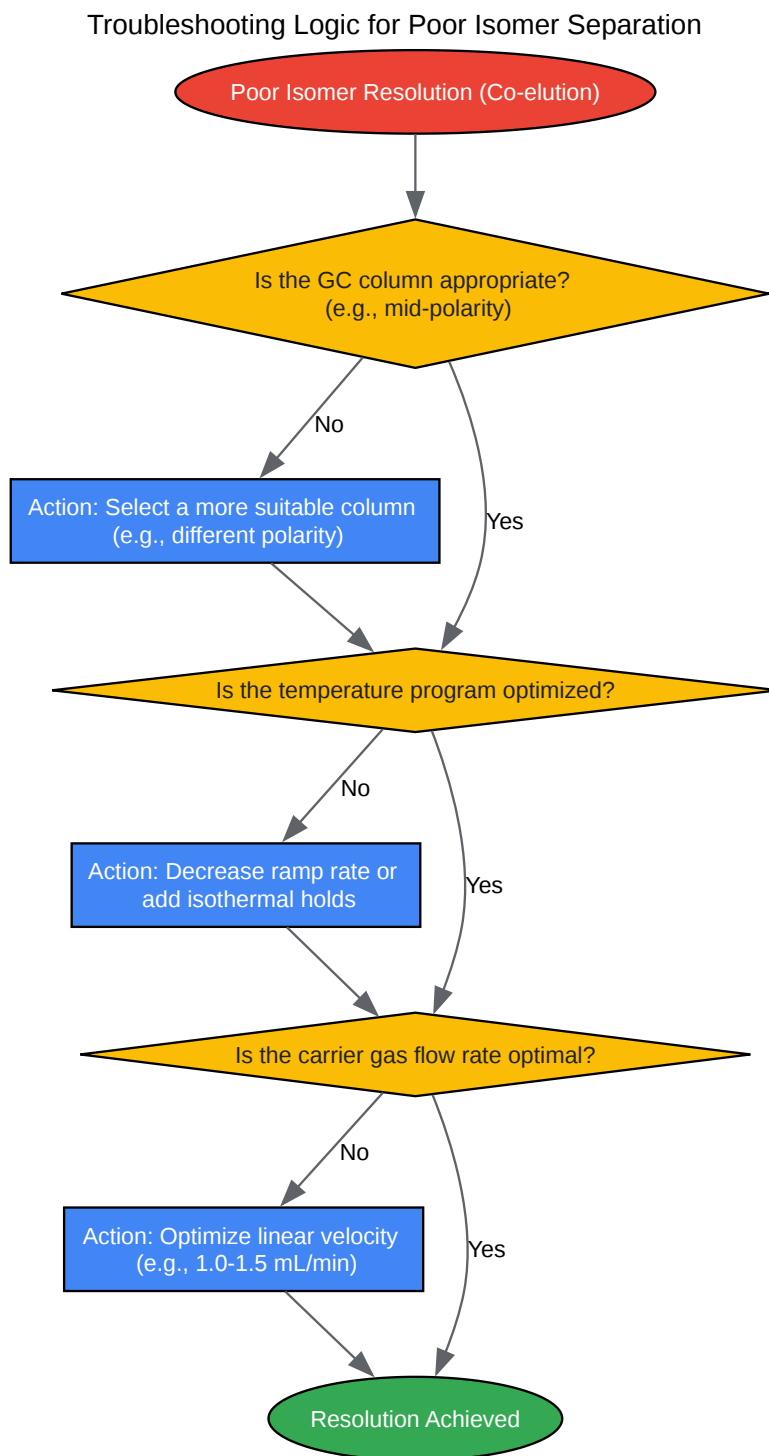 Troubleshooting Logic for Poor Isomer Separation
Poor Isomer Resolution (Co-elution)
Is the GC column appropriate?
(e.g., mid-polarity)
No
Action: Select a more suitable column
(e.g., different polarity)
Yes
Is the temperature program optimized?
No
Action: Decrease ramp rate or
add isothermal holds
Yes
Is the carrier gas flow rate optimal?
No
Action: Optimize linear velocity
(e.g., 1.0-1.5 mL/min)
Yes
Resolution Achieved